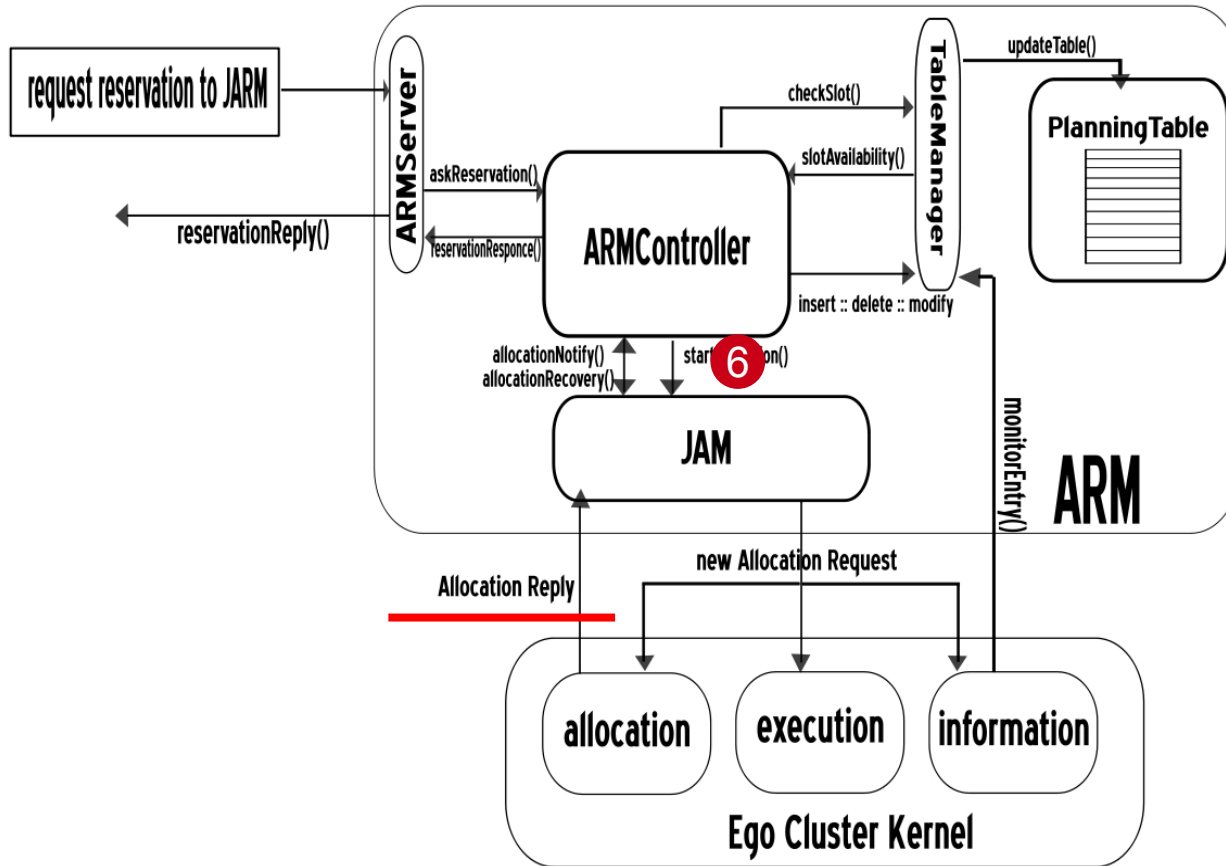 request reservation to JARM
ARMServer
askReservation()
reservationReply()
reservationResponce()
ARMController
checkSlot()
slotAvailability()
insert :: delete :: modify
TableManager
updateTable()
PlanningTable
allocationNotify()
allocationRecovery()
6
JAM
monitorEntry()
ARM
new Allocation Request
Allocation Reply
allocation
execution
information
Ego Cluster Kernel